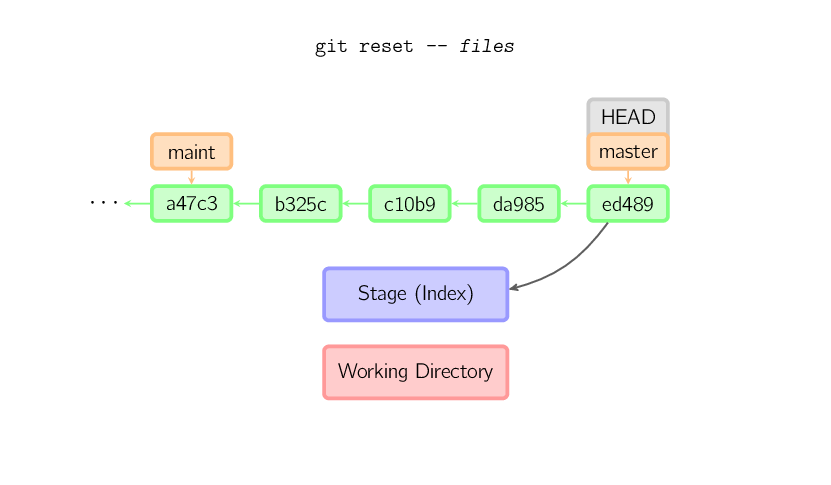 git reset -- files
HEAD
maint
master
... a47c3 b325c c10b9 da985 ed489
Stage (Index)
Working Directory